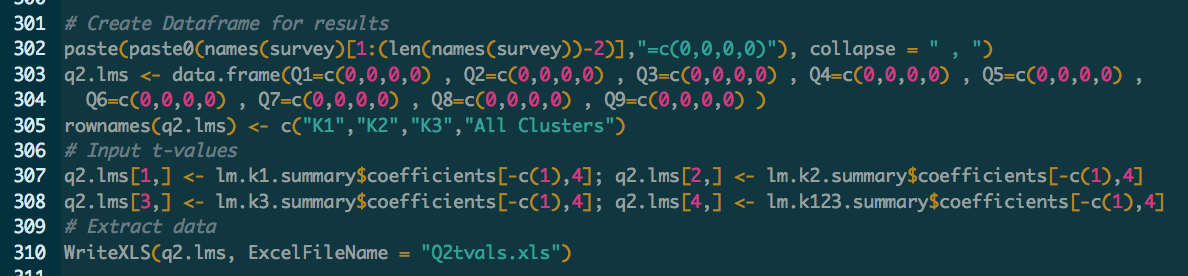 301 # Create Dataframe for results
302 paste(paste0(names(survey)[1:(len(names(survey))-2)],"=c(0,0,0,0)"), collapse = " , ")
303 q2.lms <- data.frame(Q1=c(0,0,0,0) , Q2=c(0,0,0,0) , Q3=c(0,0,0,0) , Q4=c(0,0,0,0) , Q5=c(0,0,0,0) ,
304 Q6=c(0,0,0,0) , Q7=c(0,0,0,0) , Q8=c(0,0,0,0) , Q9=c(0,0,0,0) )
305 rownames(q2.lms) <- c("K1","K2","K3","All Clusters")
306 # Input t-values
307 q2.lms[1,] <- lm.k1.summary$coefficients[-c(1),4]; q2.lms[2,] <- lm.k2.summary$coefficients[-c(1),4]
308 q2.lms[3,] <- lm.k3.summary$coefficients[-c(1),4]; q2.lms[4,] <- lm.k123.summary$coefficients[-c(1),4]
309 # Extract data
310 WriteXLS(q2.lms, ExcelFileName = "Q2tvals.xls")